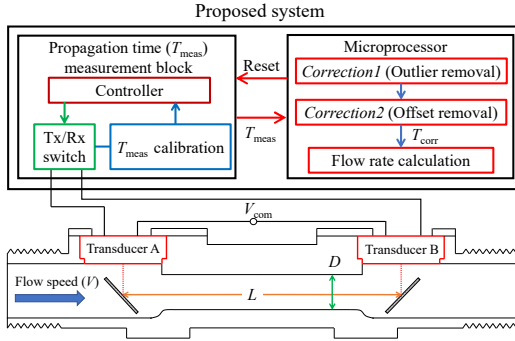 Proposed system
Propagation time (Tmeas)
measurement block
Controller
Tx/Rx
switch
Tmeas calibration
Reset
Tmeas
Microprocessor
Correction1 (Outlier removal)
Correction2 (Offset removal)
Tcorr
Flow rate calculation
Vcom
Transducer A
Transducer B
Flow speed (V)
L
D